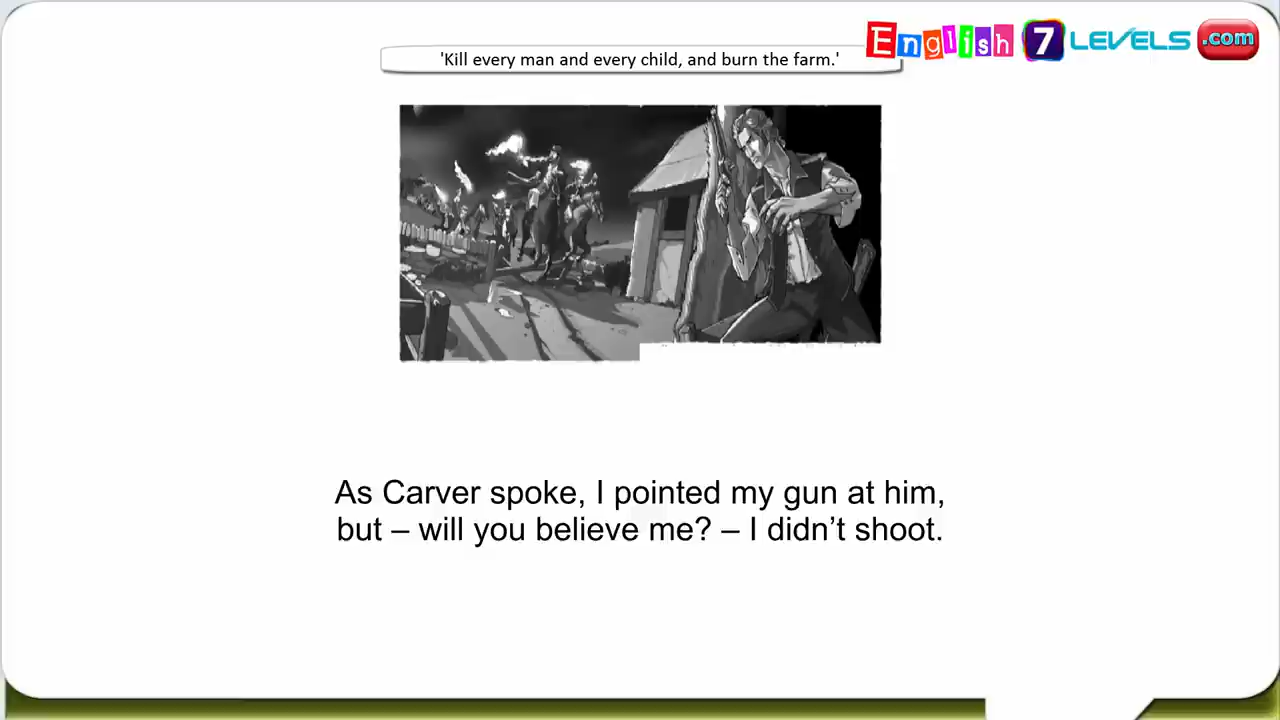 English 7 LEVELS .com
'Kill every man and every child, and burn the farm.'
As Carver spoke, I pointed my gun at him,
but – will you believe me? – I didn’t shoot.